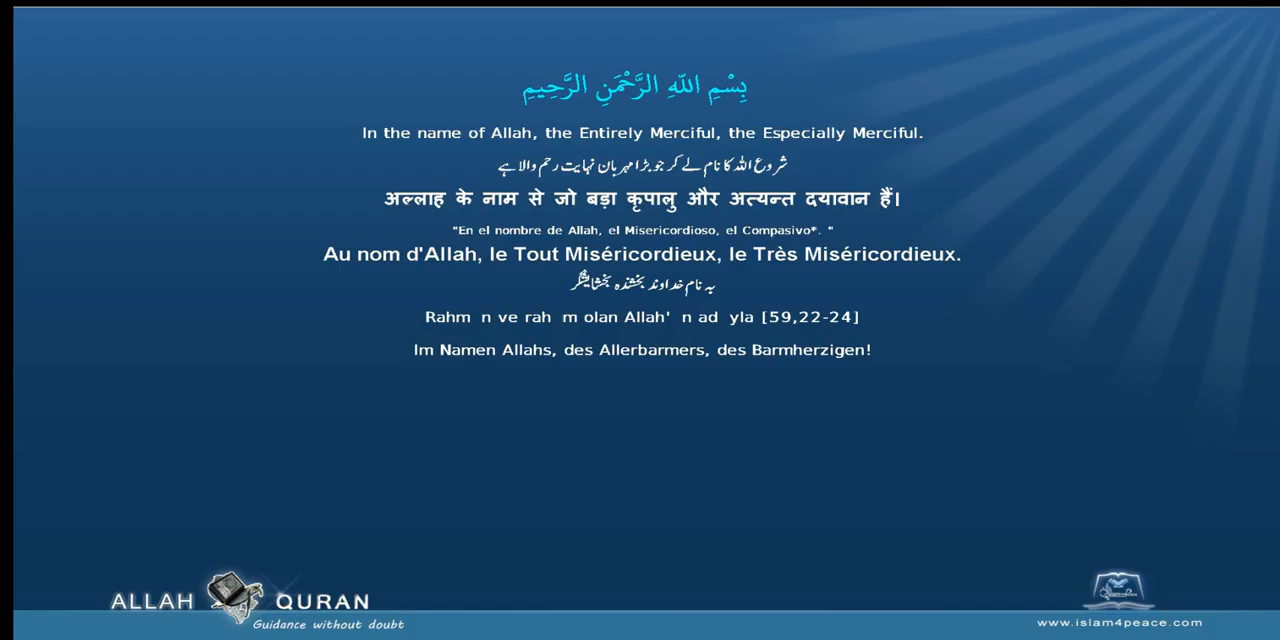 بِسْمِ اللّهِ الرَّحْمَنِ الرَّحِيمِ
In the name of Allah, the Entirely Merciful, the Especially Merciful.
شروع الله کا نام لے کر جو بڑا مہربان نہایت رحم والا ہے
अल्लाह के नाम से जो बड़ा कृपालु और अत्यन्त दयावान हैं।
"En el nombre de Allah, el Misericordioso, el Compasivo*. "
Au nom d'Allah, le Tout Miséricordieux, le Très Miséricordieux.
به نام خداوند بخشنده بخشایشگر
Rahm n ve rah m olan Allah' n ad yla [59,22-24]
Im Namen Allahs, des Allerbarmers, des Barmherzigen!
ALLAH QURAN
Guidance without doubt
www.islam4peace.com